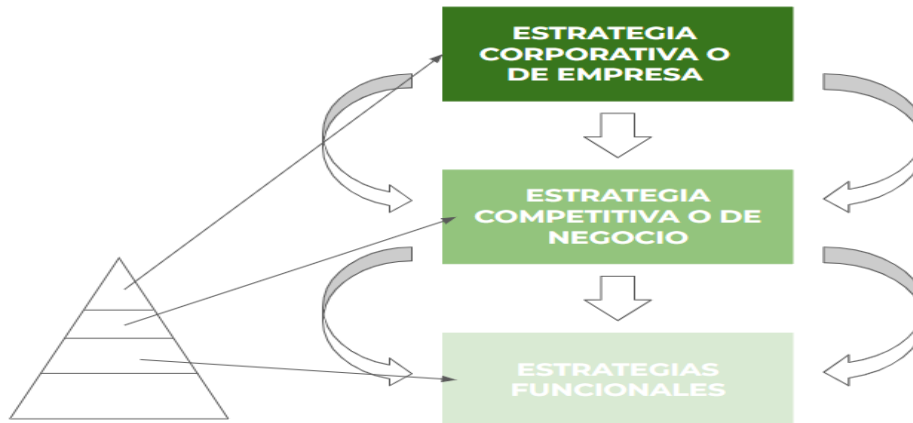 ESTRATEGIA
CORPORATIVA O
DE EMPRESA
ESTRATEGIA
COMPETITIVA O DE
NEGOCIO
ESTRATEGIAS
FUNCIONALES